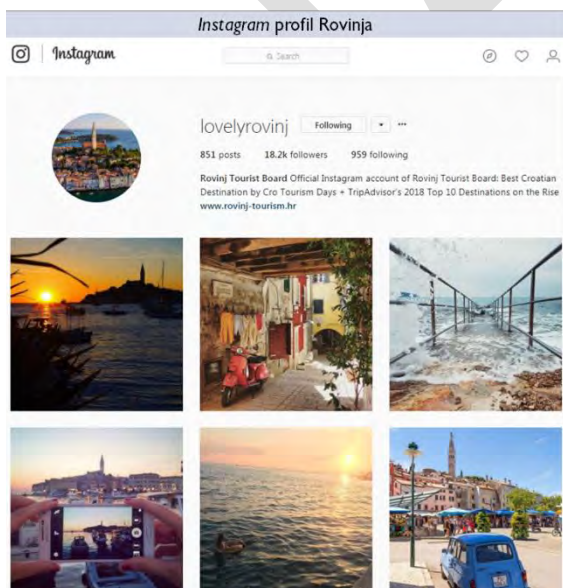 Instagram profil Rovinja
Instagram
Search
lovelyrovinj Following
851 posts 18.2k followers 959 following
Rovinj Tourist Board Official Instagram account of Rovinj Tourist Board: Best Croatian
Destination by Cro Tourism Days + TripAdvisor's 2018 Top 10 Destinations on the Rise
www.rovinj-tourism.hr